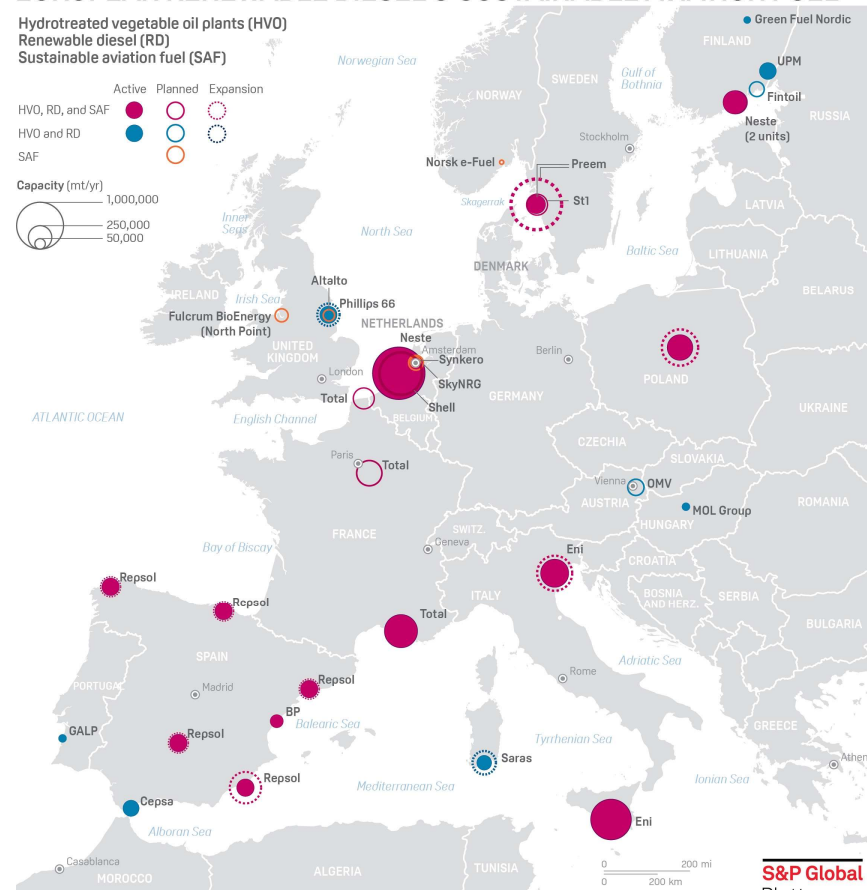 Hydrotreated vegetable oil plants (HVO)
Renewable diesel (RD)
Sustainable aviation fuel (SAF)
Active Planned Expansion
HVO, RD, and SAF
HVO and RD
SAF
Capacity (mt/yr)
1,000,000
250,000
50,000
Green Fuel Nordic
FINLAND
UPM
Fintoil
Neste
(2 units)
RUSSIA
Norwegian Sea
SWEDEN
Gulf of
Bothnia
NORWAY
Stockholm
Norsk e-Fuel
Preem
St1
Skagerrak
LATVIA
Inner
Seas
North Sea
Baltic Sea
LITHUANIA
DENMARK
BELARUS
Altalto
IRELAND
Irish Sea
Phillips 66
Fulcrum BioEnergy
(North Point)
NETHERLANDS
Neste
Amsterdam
Synkero
SkyNRG
Shell
UNITED
KINGDOM
London
Total
Berlin
POLAND
GERMANY
BELGIUM
ATLANTIC OCEAN
English Channel
UKRAINE
CZECHIA
Paris
Total
SLOVAKIA
Vienna
OMV
AUSTRIA
MOL Group
HUNGARY
ROMANIA
FRANCE
SWITZ.
Geneva
Bay of Biscay
Eni
CROATIA
Repsol
Repsol
ITALY
BOSNIA
AND HERZ.
SERBIA
Total
BULGARIA
SPAIN
Adriatic Sea
Repsol
Rome
PORTUGAL
Madrid
BP
Balearic Sea
GALP
Repsol
Tyrrhenian Sea
GREECE
Saras
Repsol
Mediterranean Sea
Ionian Sea
Cepsa
Eni
Alboran Sea
Casablanca
MOROCCO
ALGERIA
TUNISIA
0 200 mi
0 200 km
S&P Global